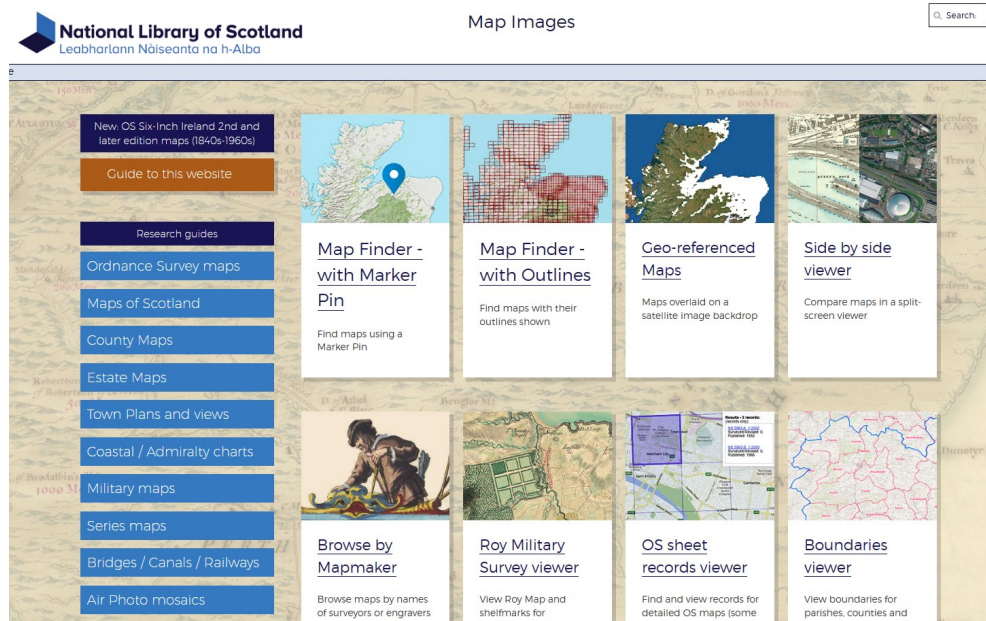 National Library of Scotland
Leabharlann Nàiseanta na h-Alba
Map Images
Search:
e
New: OS Six-Inch Ireland 2nd and
later edition maps (1840s-1960s)
Guide to this website
Research guides
Ordnance Survey maps
Maps of Scotland
County Maps
Estate Maps
Town Plans and views
Coastal / Admiralty charts
Military maps
Series maps
Bridges / Canals / Railways
Air Photo mosaics
Map Finder -
with Marker
Pin
Find maps using a
Marker Pin
Map Finder -
with Outlines
Find maps with their
outlines shown
Geo-referenced
Maps
Maps overlaid on a
satellite image backdrop
Side by side
viewer
Compare maps in a split-
screen viewer
Browse by
Mapmaker
Browse maps by names
of surveyors or engravers
Roy Military
Survey viewer
View Roy Map and
shelfmarks for
Results - 2 records:
OS sheet
records viewer
Find and view records for
detailed OS maps (some
Boundaries
viewer
View boundaries for
parishes, counties and